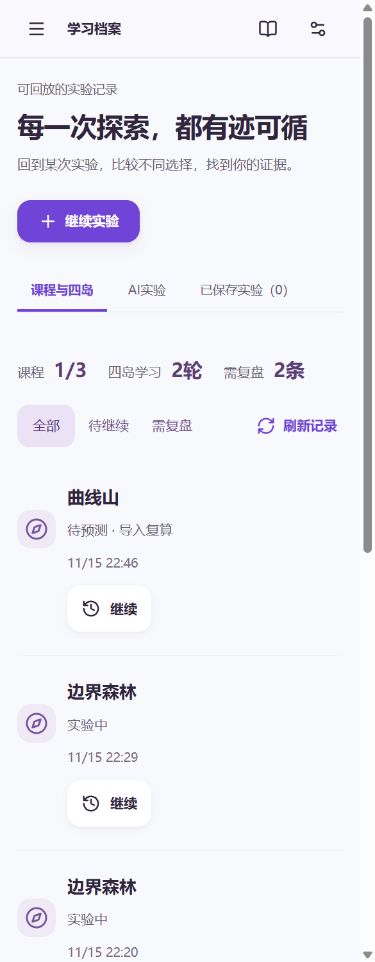 学习档案
可回放的实验记录
每一次探索，都有迹可循
回到某次实验，比较不同选择，找到你的证据。
继续实验
课程与四岛 AI实验 已保存实验（0）
课程 1/3 四岛学习 2轮 需复盘 2条
全部 待继续 需复盘 刷新记录
曲线山
待预测 · 导入复算
11/15 22:46
继续
边界森林
实验中
11/15 22:29
继续
边界森林
实验中
11/15 22:20